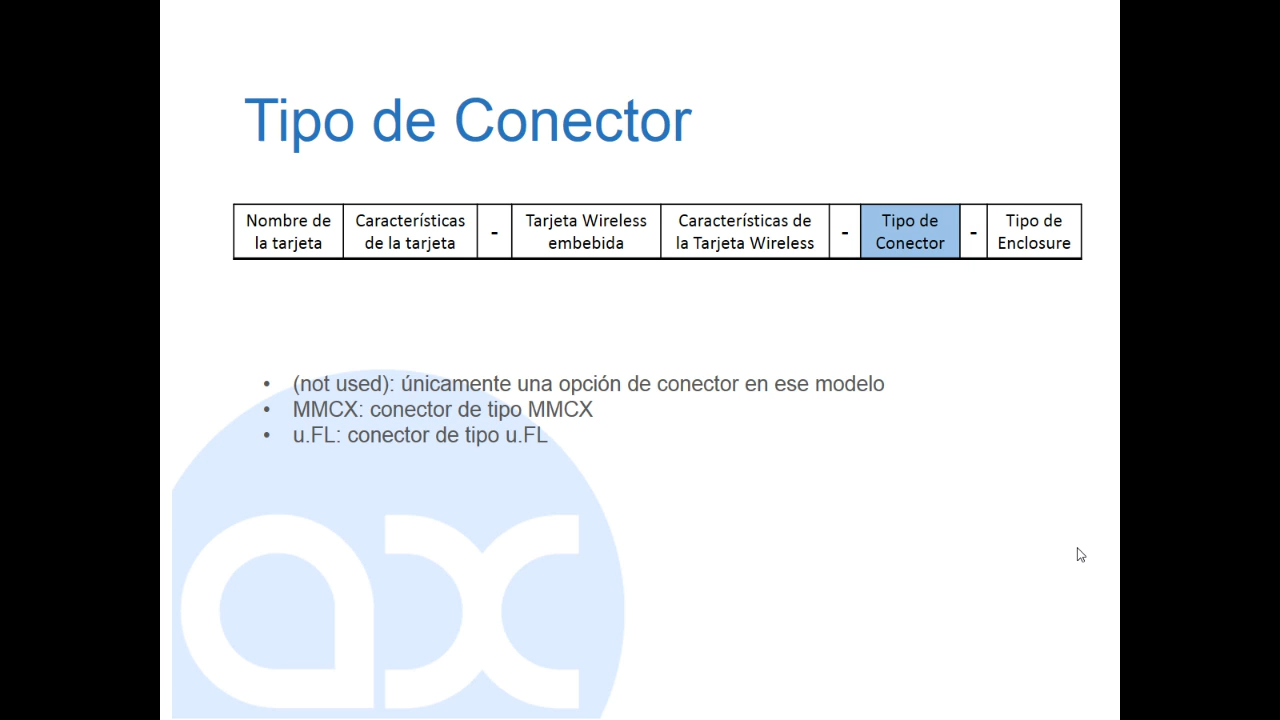 Tipo de Conector
Nombre de la tarjeta
Características de la tarjeta
-
Tarjeta Wireless embebida
Características de la Tarjeta Wireless
-
Tipo de Conector
-
Tipo de Enclosure
• (not used): únicamente una opción de conector en ese modelo
• MMCX: conector de tipo MMCX
• u.FL: conector de tipo u.FL
ax